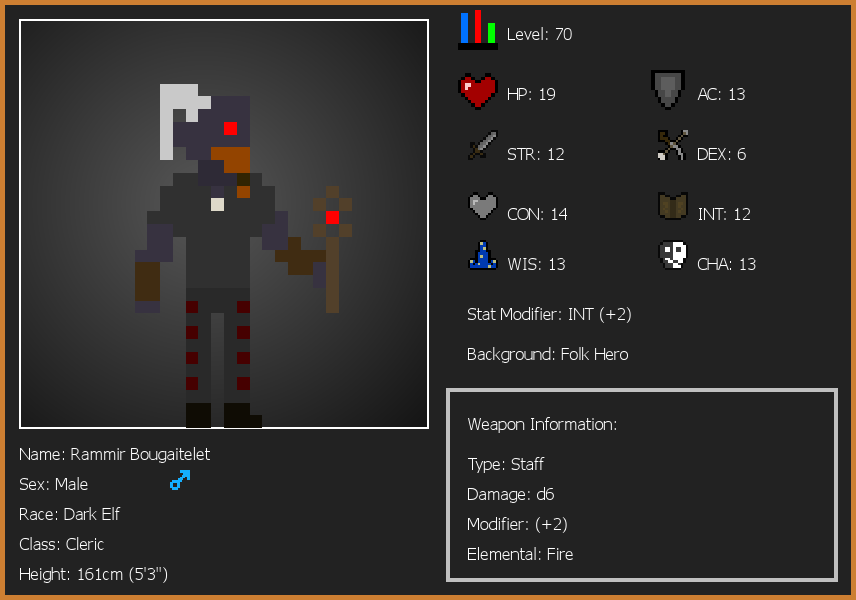 Level: 70
HP: 19
AC: 13
STR: 12
DEX: 6
CON: 14
INT: 12
WIS: 13
CHA: 13
Stat Modifier: INT (+2)
Background: Folk Hero
Name: Rammir Bougaitelet
Sex: Male
Race: Dark Elf
Class: Cleric
Height: 161cm (5'3")
Weapon Information:
Type: Staff
Damage: d6
Modifier: (+2)
Elemental: Fire